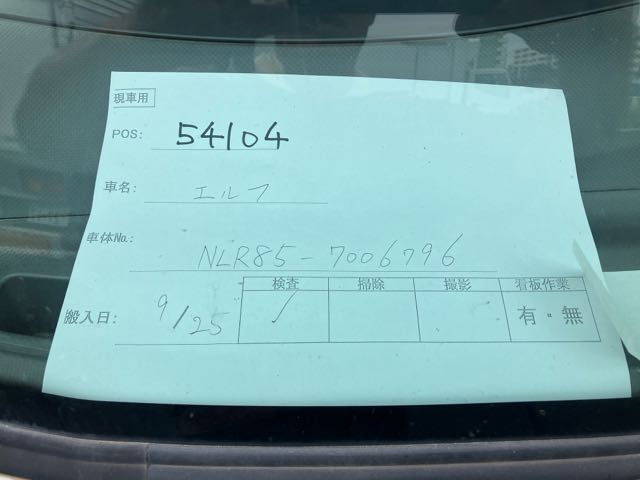 現車用
POS: 54104
車名: エルフ
車体No.: NLR85-7006796
搬入日: 9/25
検査 掃除 撮影 看板作業
✓ 有・無